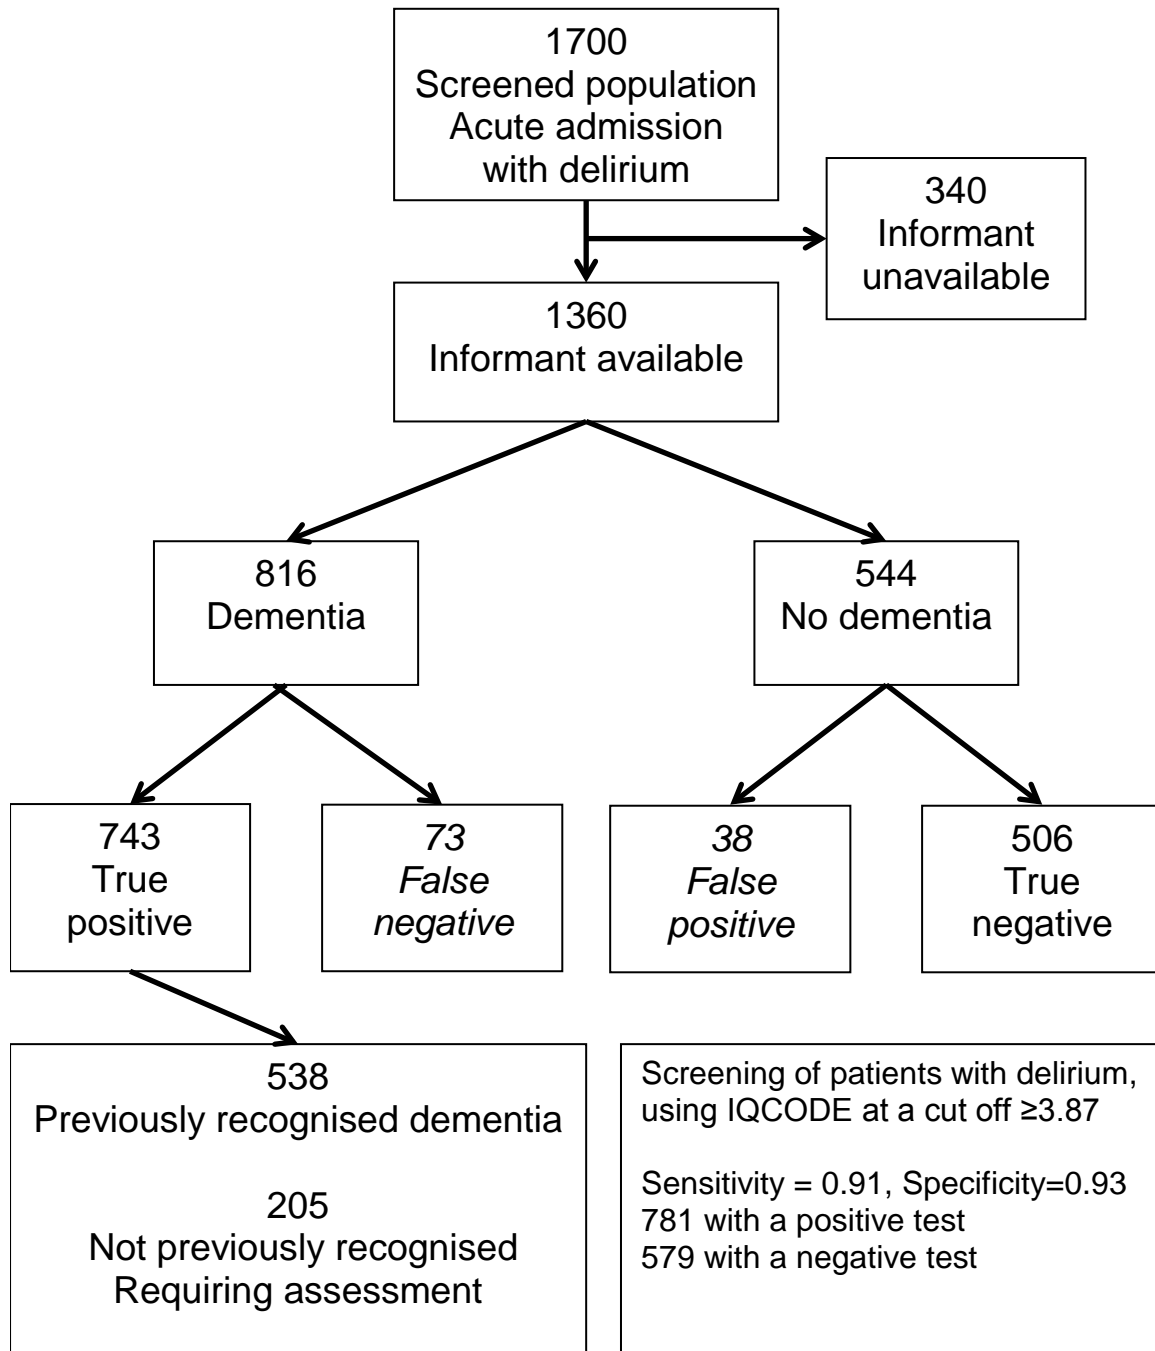 1700
Screened population
Acute admission
with delirium
340
Informant
unavailable
1360
Informant available
816
Dementia
544
No dementia
743
True
positive
73
False
negative
38
False
positive
506
True
negative
538
Previously recognised dementia
205
Not previously recognised
Requiring assessment
Screening of patients with delirium,
using IQCODE at a cut off ≥3.87
Sensitivity = 0.91, Specificity=0.93
781 with a positive test
579 with a negative test